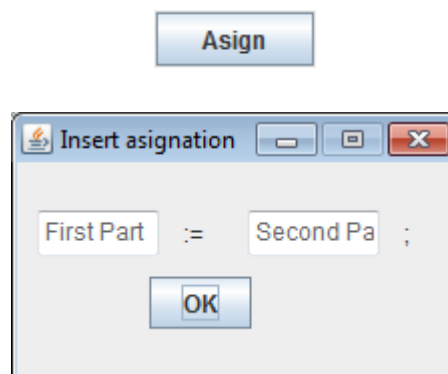 Asign
Insert asignation
First Part := Second Pa ;
OK